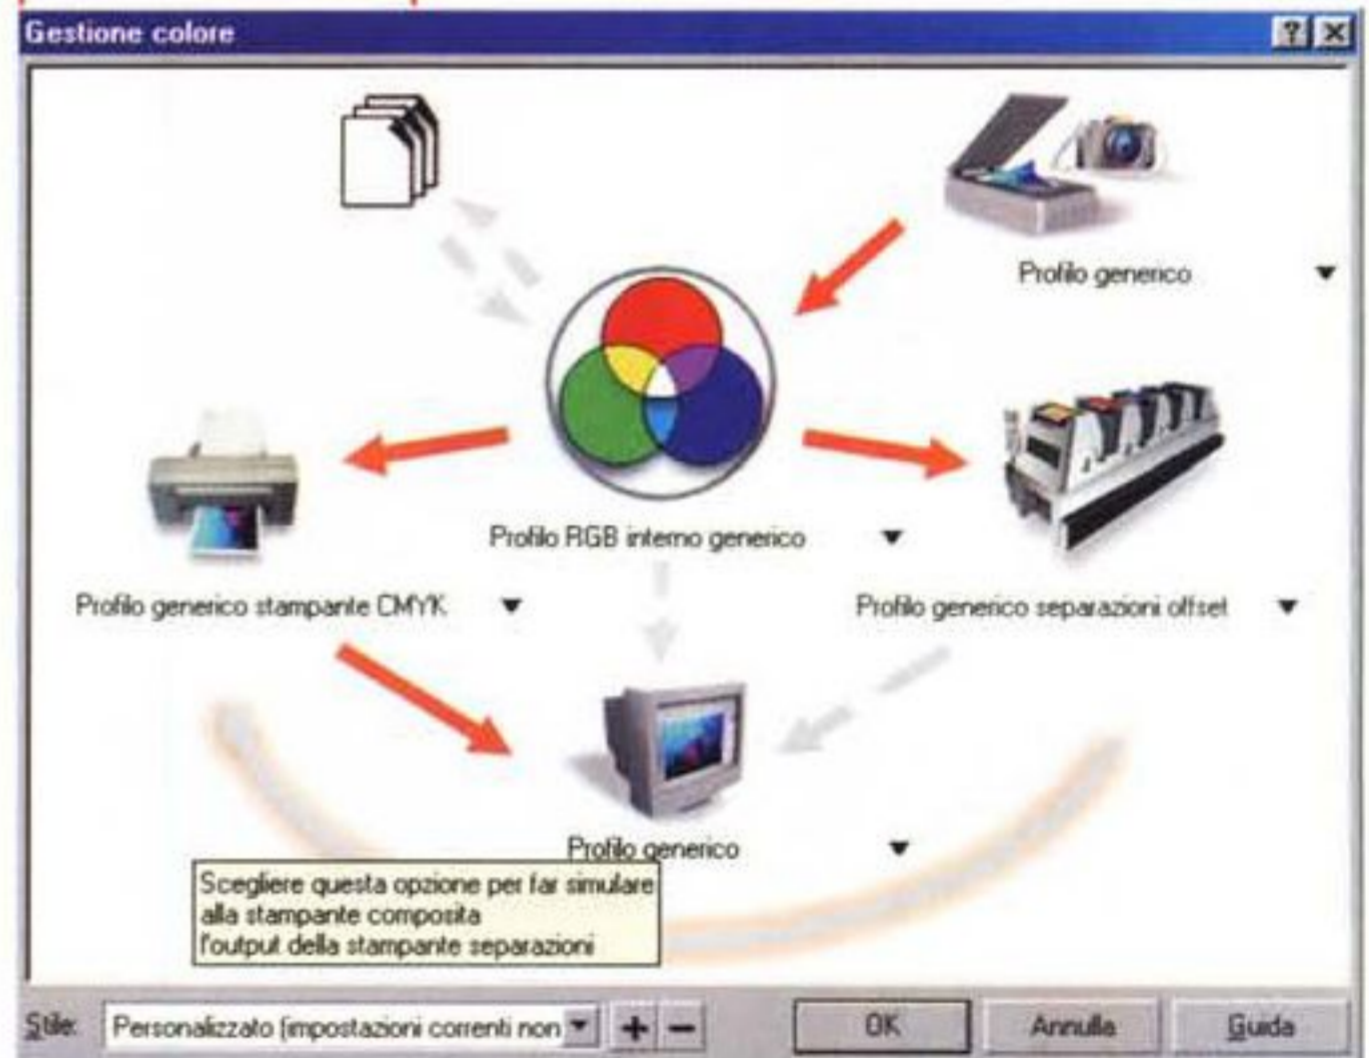 Gestione colore
Profilo generico
Profilo RGB interno generico
Profilo generico stampante CMYK
Profilo generico separazioni offset
Profilo generico
Scegliere questa opzione per far simulare
alla stampante composita
l'output della stampante separazioni
Stile: Personalizzato (impostazioni correnti non + − OK Annulla Guida